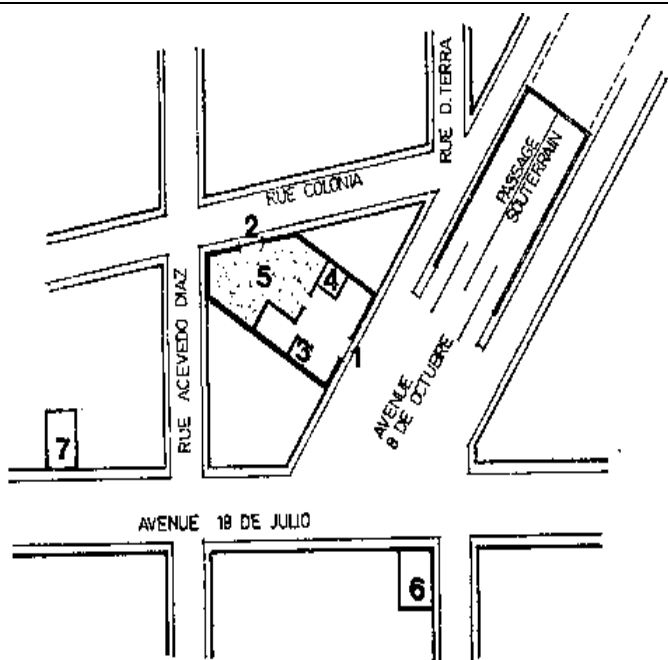 RUE D. TERRA
RUE COLONIA
PASSAGE
SOUTERRAIN
2
5
4
RUE ACEVEDO DIAZ
3
1
AVENUE
8 DE OCTUBRE
7
AVENUE 18 DE JULIO
6